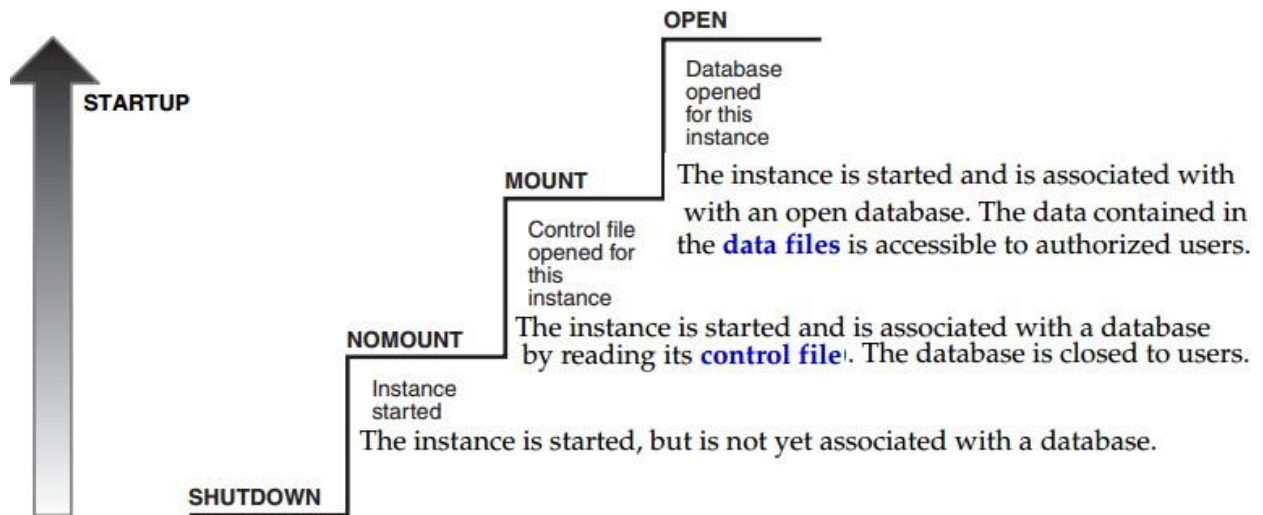 OPEN
Database
opened
for this
instance
STARTUP
The instance is started and is associated with
with an open database. The data contained in
the data files is accessible to authorized users.
MOUNT
Control file
opened for
this
instance
The instance is started and is associated with a database
by reading its control file. The database is closed to users.
NOMOUNT
Instance
started
The instance is started, but is not yet associated with a database.
SHUTDOWN